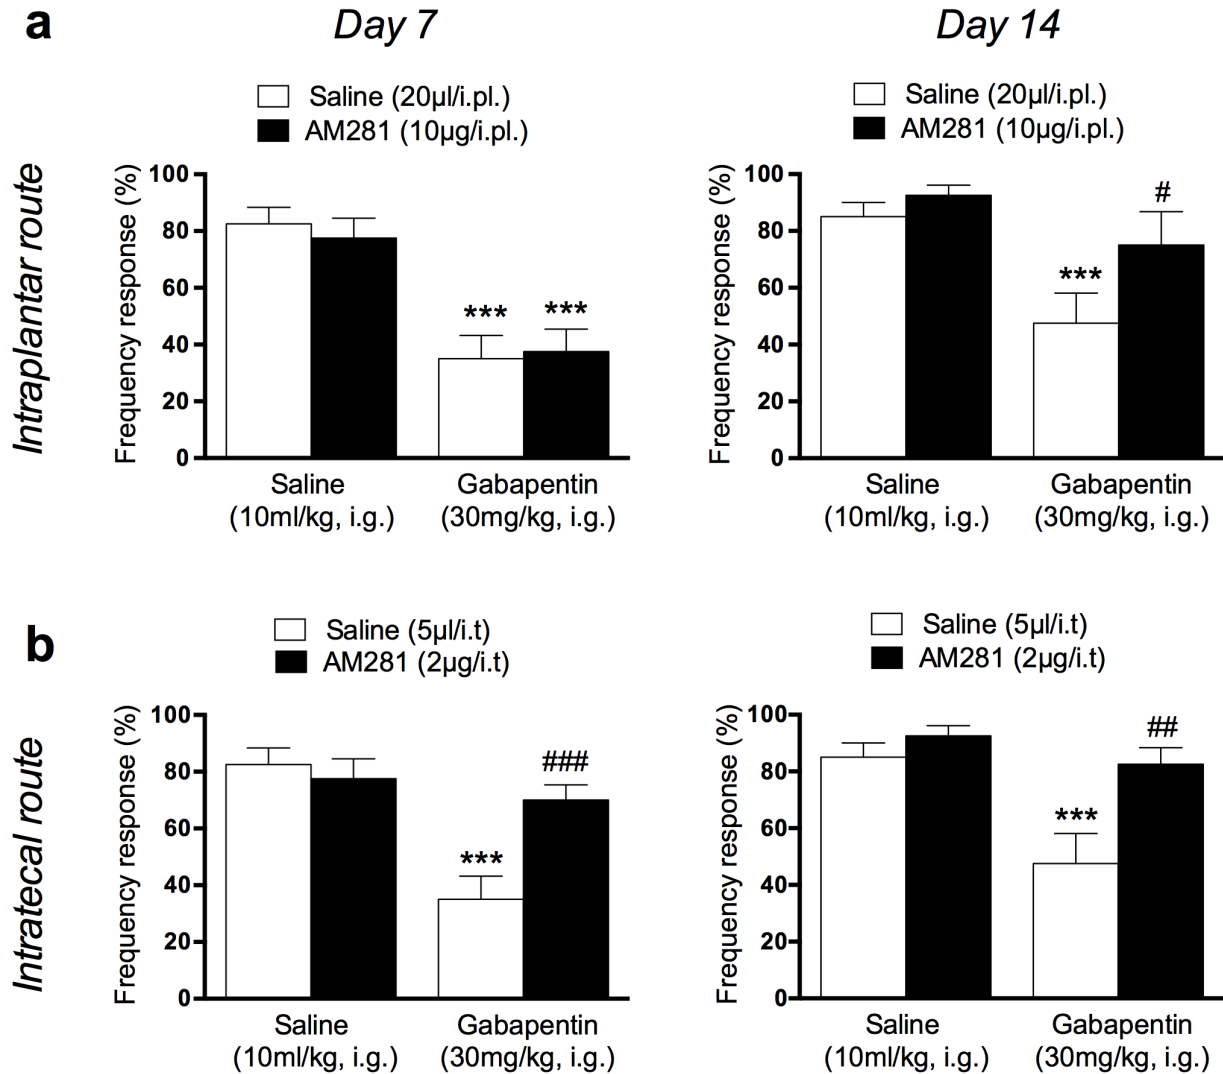 a
Day 7
Day 14
Saline (20µl/i.pl.)
AM281 (10µg/i.pl.)
Saline (20µl/i.pl.)
AM281 (10µg/i.pl.)
Intraplantar route
Frequency response (%)
100
80
60
40
20
0
*** ***
Saline
(10ml/kg, i.g.)
Gabapentin
(30mg/kg, i.g.)
Frequency response (%)
100
80
60
40
20
0
***
#
Saline
(10ml/kg, i.g.)
Gabapentin
(30mg/kg, i.g.)
b
Saline (5µl/i.t)
AM281 (2µg/i.t)
Saline (5µl/i.t)
AM281 (2µg/i.t)
Intratecal route
Frequency response (%)
100
80
60
40
20
0
***
###
Saline
(10ml/kg, i.g.)
Gabapentin
(30mg/kg, i.g.)
Frequency response (%)
100
80
60
40
20
0
***
##
Saline
(10ml/kg, i.g.)
Gabapentin
(30mg/kg, i.g.)